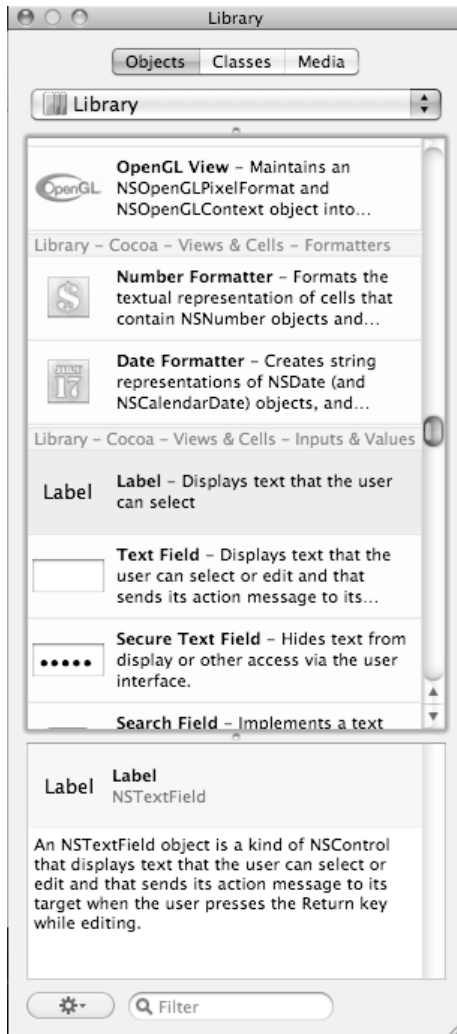 Library
Objects Classes Media
Library
OpenGL
OpenGL View – Maintains an
NSOpenGLPixelFormat and
NSOpenGLContext object into...
Library – Cocoa – Views & Cells – Formatters
$
Number Formatter – Formats the
textual representation of cells that
contain NSNumber objects and...
JULY
17
Date Formatter – Creates string
representations of NSDate (and
NSCalendarDate) objects, and...
Library – Cocoa – Views & Cells – Inputs & Values
Label
Label – Displays text that the user
can select
Text Field – Displays text that the
user can select or edit and that
sends its action message to its...
Secure Text Field – Hides text from
display or other access via the user
interface.
Search Field – Implements a text
Label
Label
NSTextField
An NSTextField object is a kind of NSControl
that displays text that the user can select or
edit and that sends its action message to its
target when the user presses the Return key
while editing.
Filter